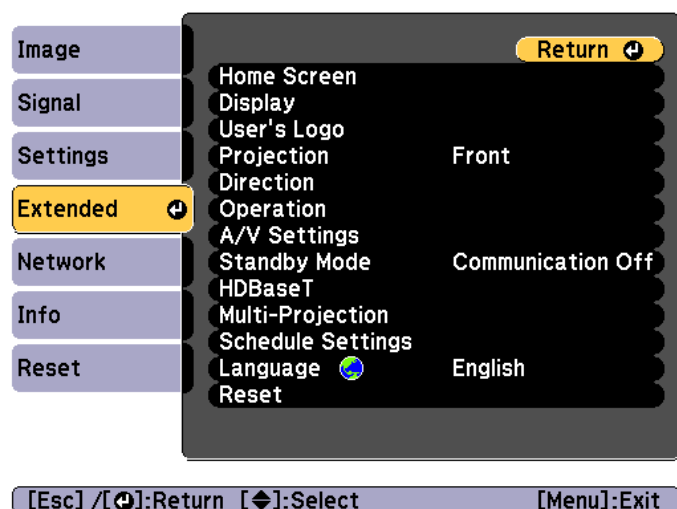 Image
Signal
Settings
Extended
Network
Info
Reset
Return
Home Screen
Display
User's Logo
Projection Front
Direction
Operation
A/V Settings
Standby Mode Communication Off
HDBaseT
Multi-Projection
Schedule Settings
Language English
Reset
[Esc] /[]:Return []:Select [Menu]:Exit